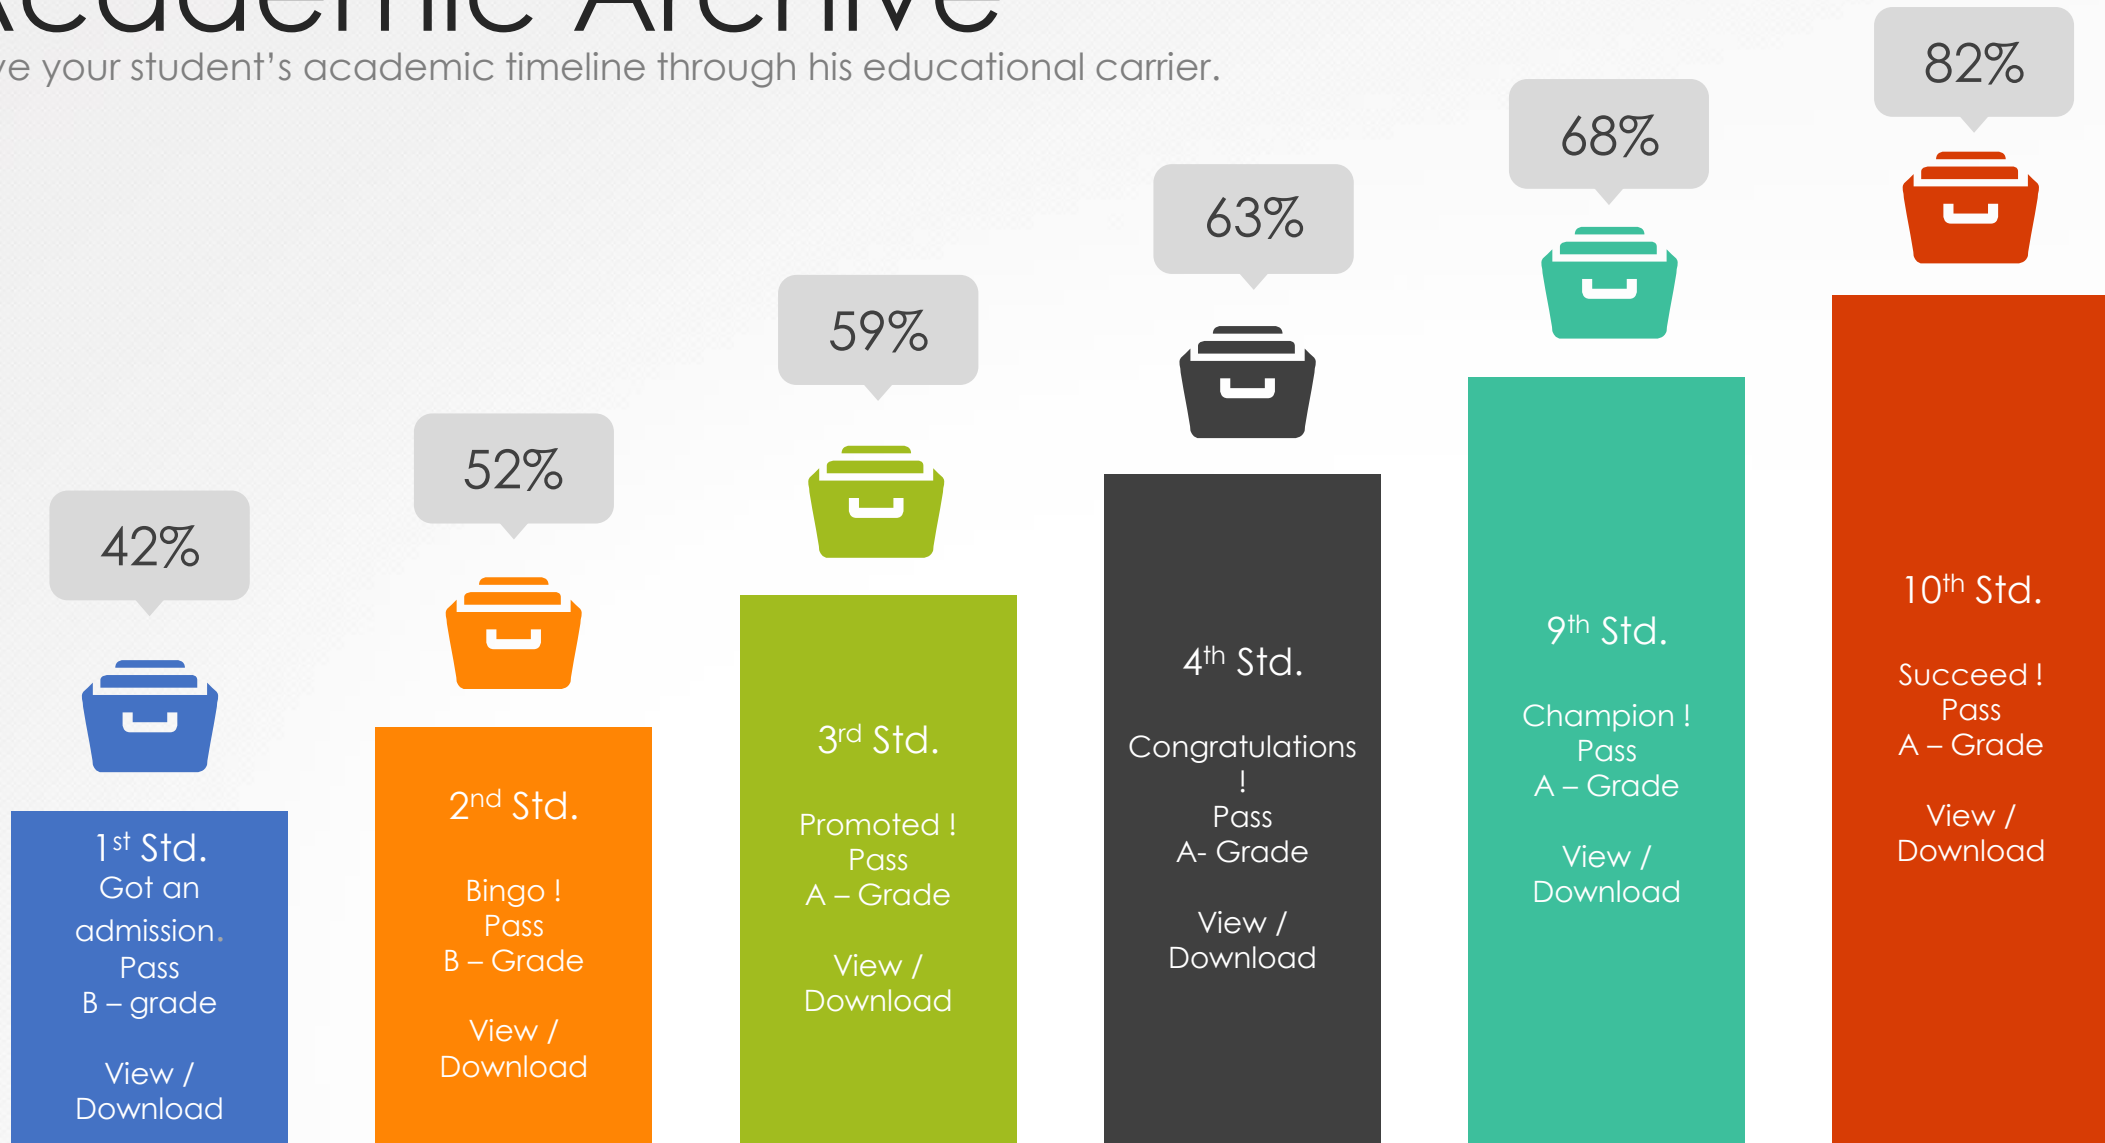 Academic Archive
ve your student's academic timeline through his educational carrier.
42%
1st Std.
Got an
admission.
Pass
B – grade
View /
Download
52%
2nd Std.
Bingo !
Pass
B – Grade
View /
Download
59%
3rd Std.
Promoted !
Pass
A – Grade
View /
Download
63%
4th Std.
Congratulations
!
Pass
A- Grade
View /
Download
68%
9th Std.
Champion !
Pass
A – Grade
View /
Download
82%
10th Std.
Succeed !
Pass
A – Grade
View /
Download